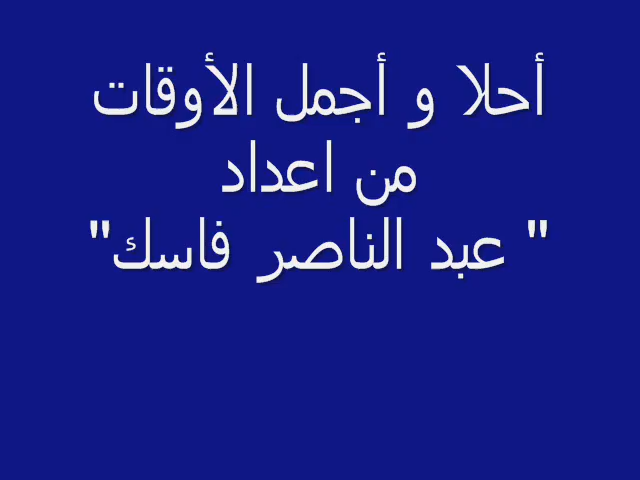 أحلا و أجمل الأوقات
من اعداد
" عبد الناصر فاسك"